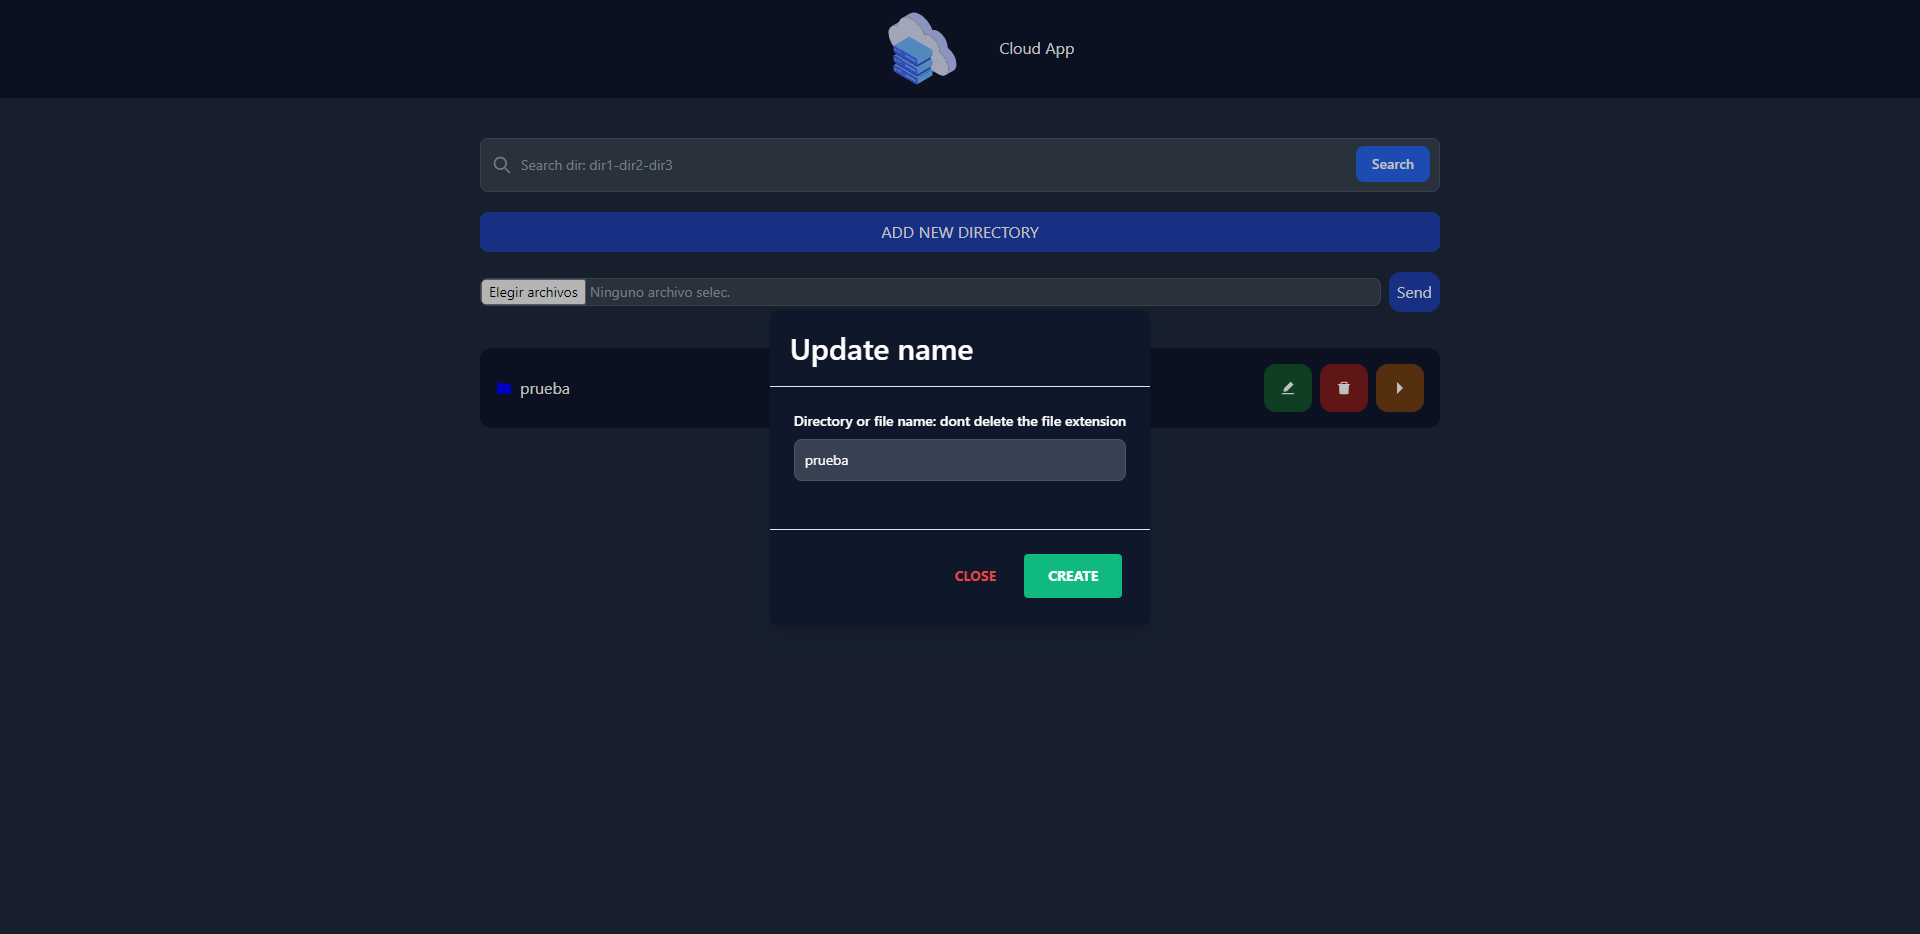 Cloud App
Search dir: dir1-dir2-dir3
Search
ADD NEW DIRECTORY
Elegir archivos Ninguno archivo selec.
Send
Update name
prueba
Directory or file name: dont delete the file extension
prueba
CLOSE
CREATE